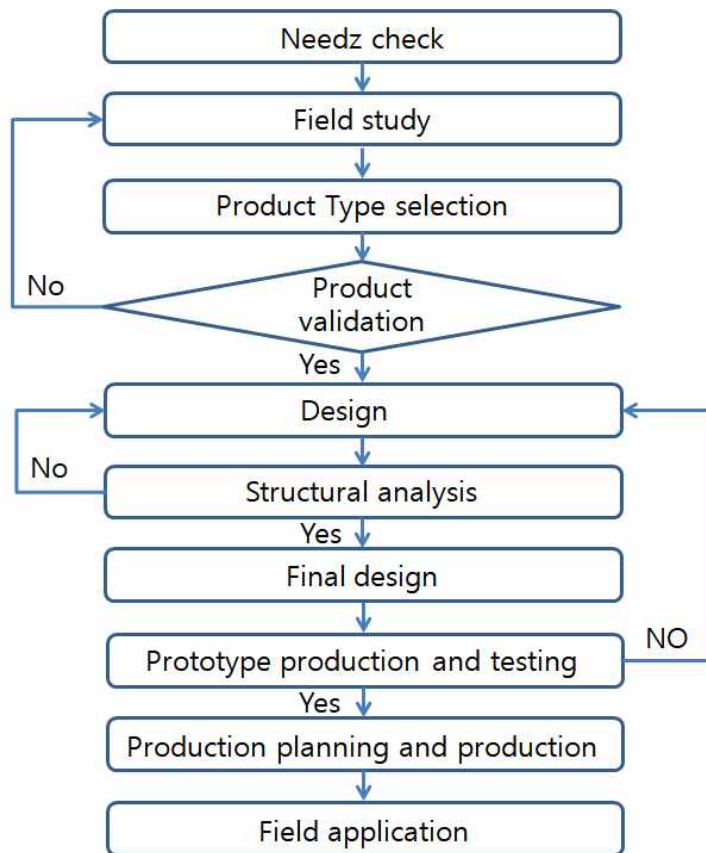 Needz check
Field study
Product Type selection
No
Product
validation
Yes
Design
No
Structural analysis
Yes
Final design
Prototype production and testing
NO
Yes
Production planning and production
Field application